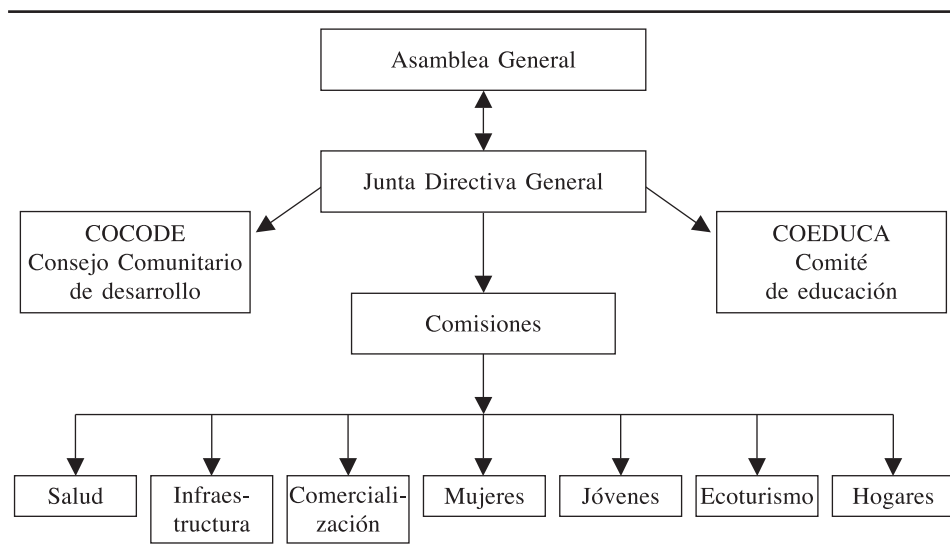 Asamblea General
Junta Directiva General
COCODE
Consejo Comunitario
de desarrollo
COEDUCA
Comité
de educación
Comisiones
Salud
Infraes-
tructura
Comerciali-
zación
Mujeres
Jóvenes
Ecoturismo
Hogares